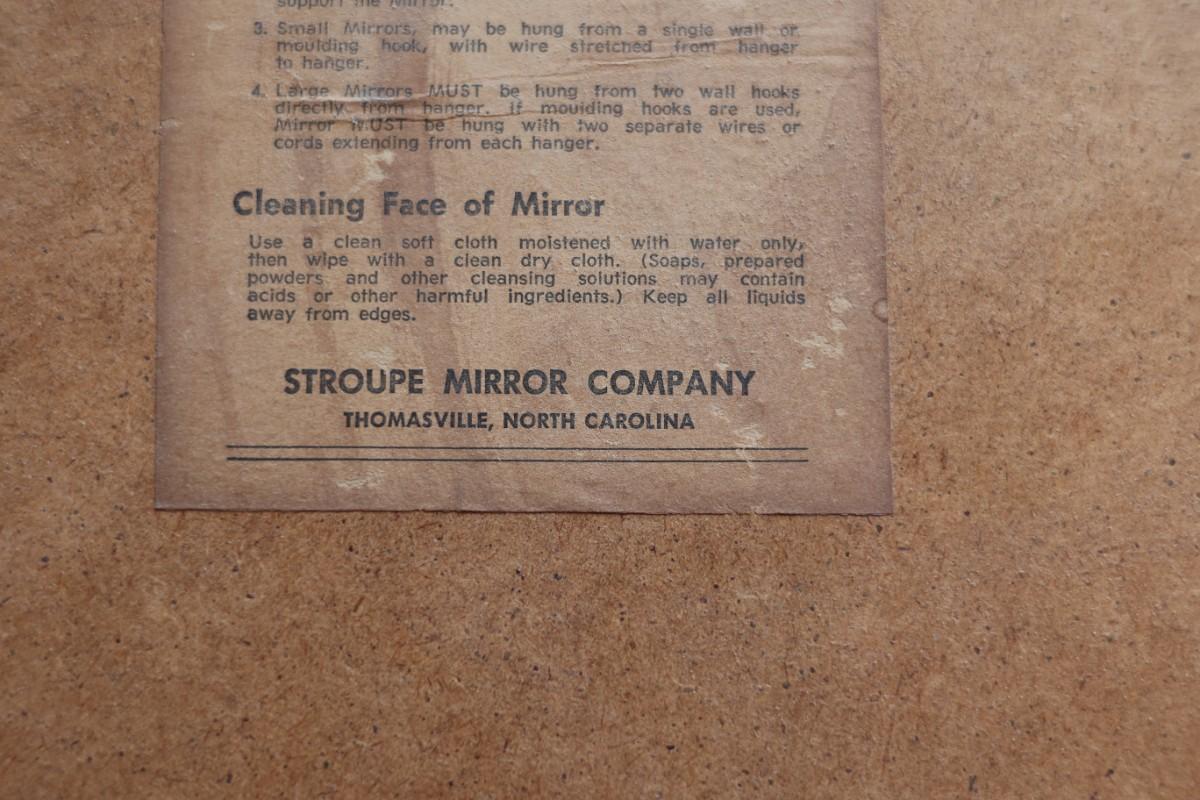 support the Mirror.
3. Small Mirrors, may be hung from a single wall or
moulding hook, with wire stretched from hanger
to hanger.
4. Large Mirrors MUST be hung from two wall hooks
directly from hanger. If moulding hooks are used,
Mirror MUST be hung with two separate wires or
cords extending from each hanger.
Cleaning Face of Mirror
Use a clean soft cloth moistened with water only,
then wipe with a clean dry cloth. (Soaps, prepared
powders and other cleansing solutions may contain
acids or other harmful ingredients.) Keep all liquids
away from edges.
STROUPE MIRROR COMPANY
THOMASVILLE, NORTH CAROLINA